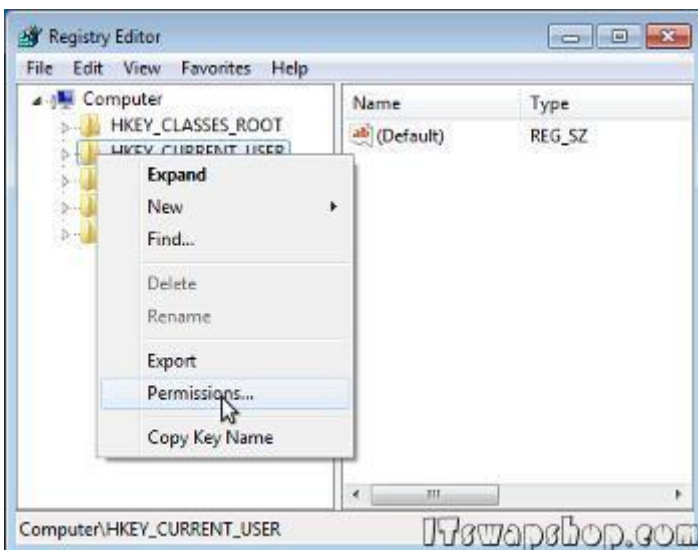 Registry Editor
File Edit View Favorites Help
Computer
HKEY_CLASSES_ROOT
HKEY_CURRENT_USER
Name Type
(Default) REG_SZ
Expand
New
Find...
Delete
Rename
Export
Permissions...
Copy Key Name
Computer\HKEY_CURRENT_USER
ITswapshop.com